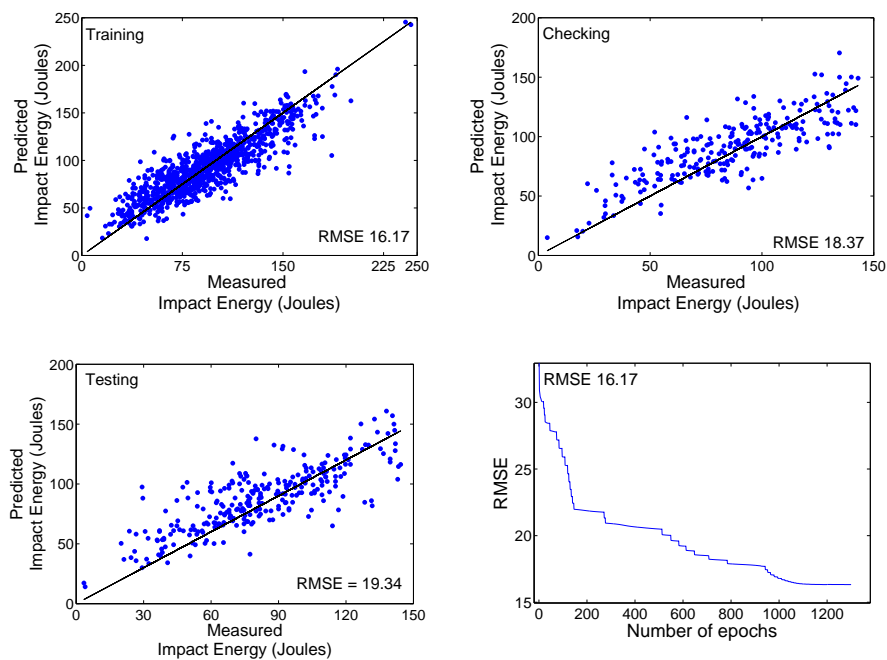 Training
Predicted
Impact Energy (Joules)
250
200
150
100
50
0
RMSE 16.17
0
75
150
225
250
Measured
Impact Energy (Joules)
Checking
Predicted
Impact Energy (Joules)
200
150
100
50
0
RMSE 18.37
0
50
100
150
Measured
Impact Energy (Joules)
Testing
Predicted
Impact Energy (Joules)
200
150
100
50
0
RMSE = 19.34
0
30
60
90
120
150
Measured
Impact Energy (Joules)
RMSE 16.17
RMSE
30
25
20
15
0
200
400
600
800
1000
1200
Number of epochs